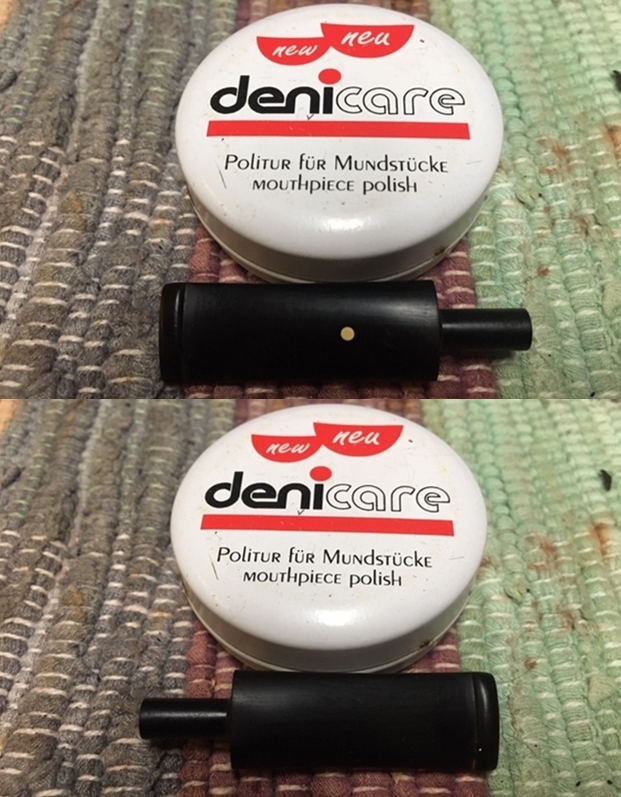 new neu
denicare
Politur für Mundstücke
mouthpiece polish
new neu
denicare
Politur für Mundstücke
mouthpiece polish